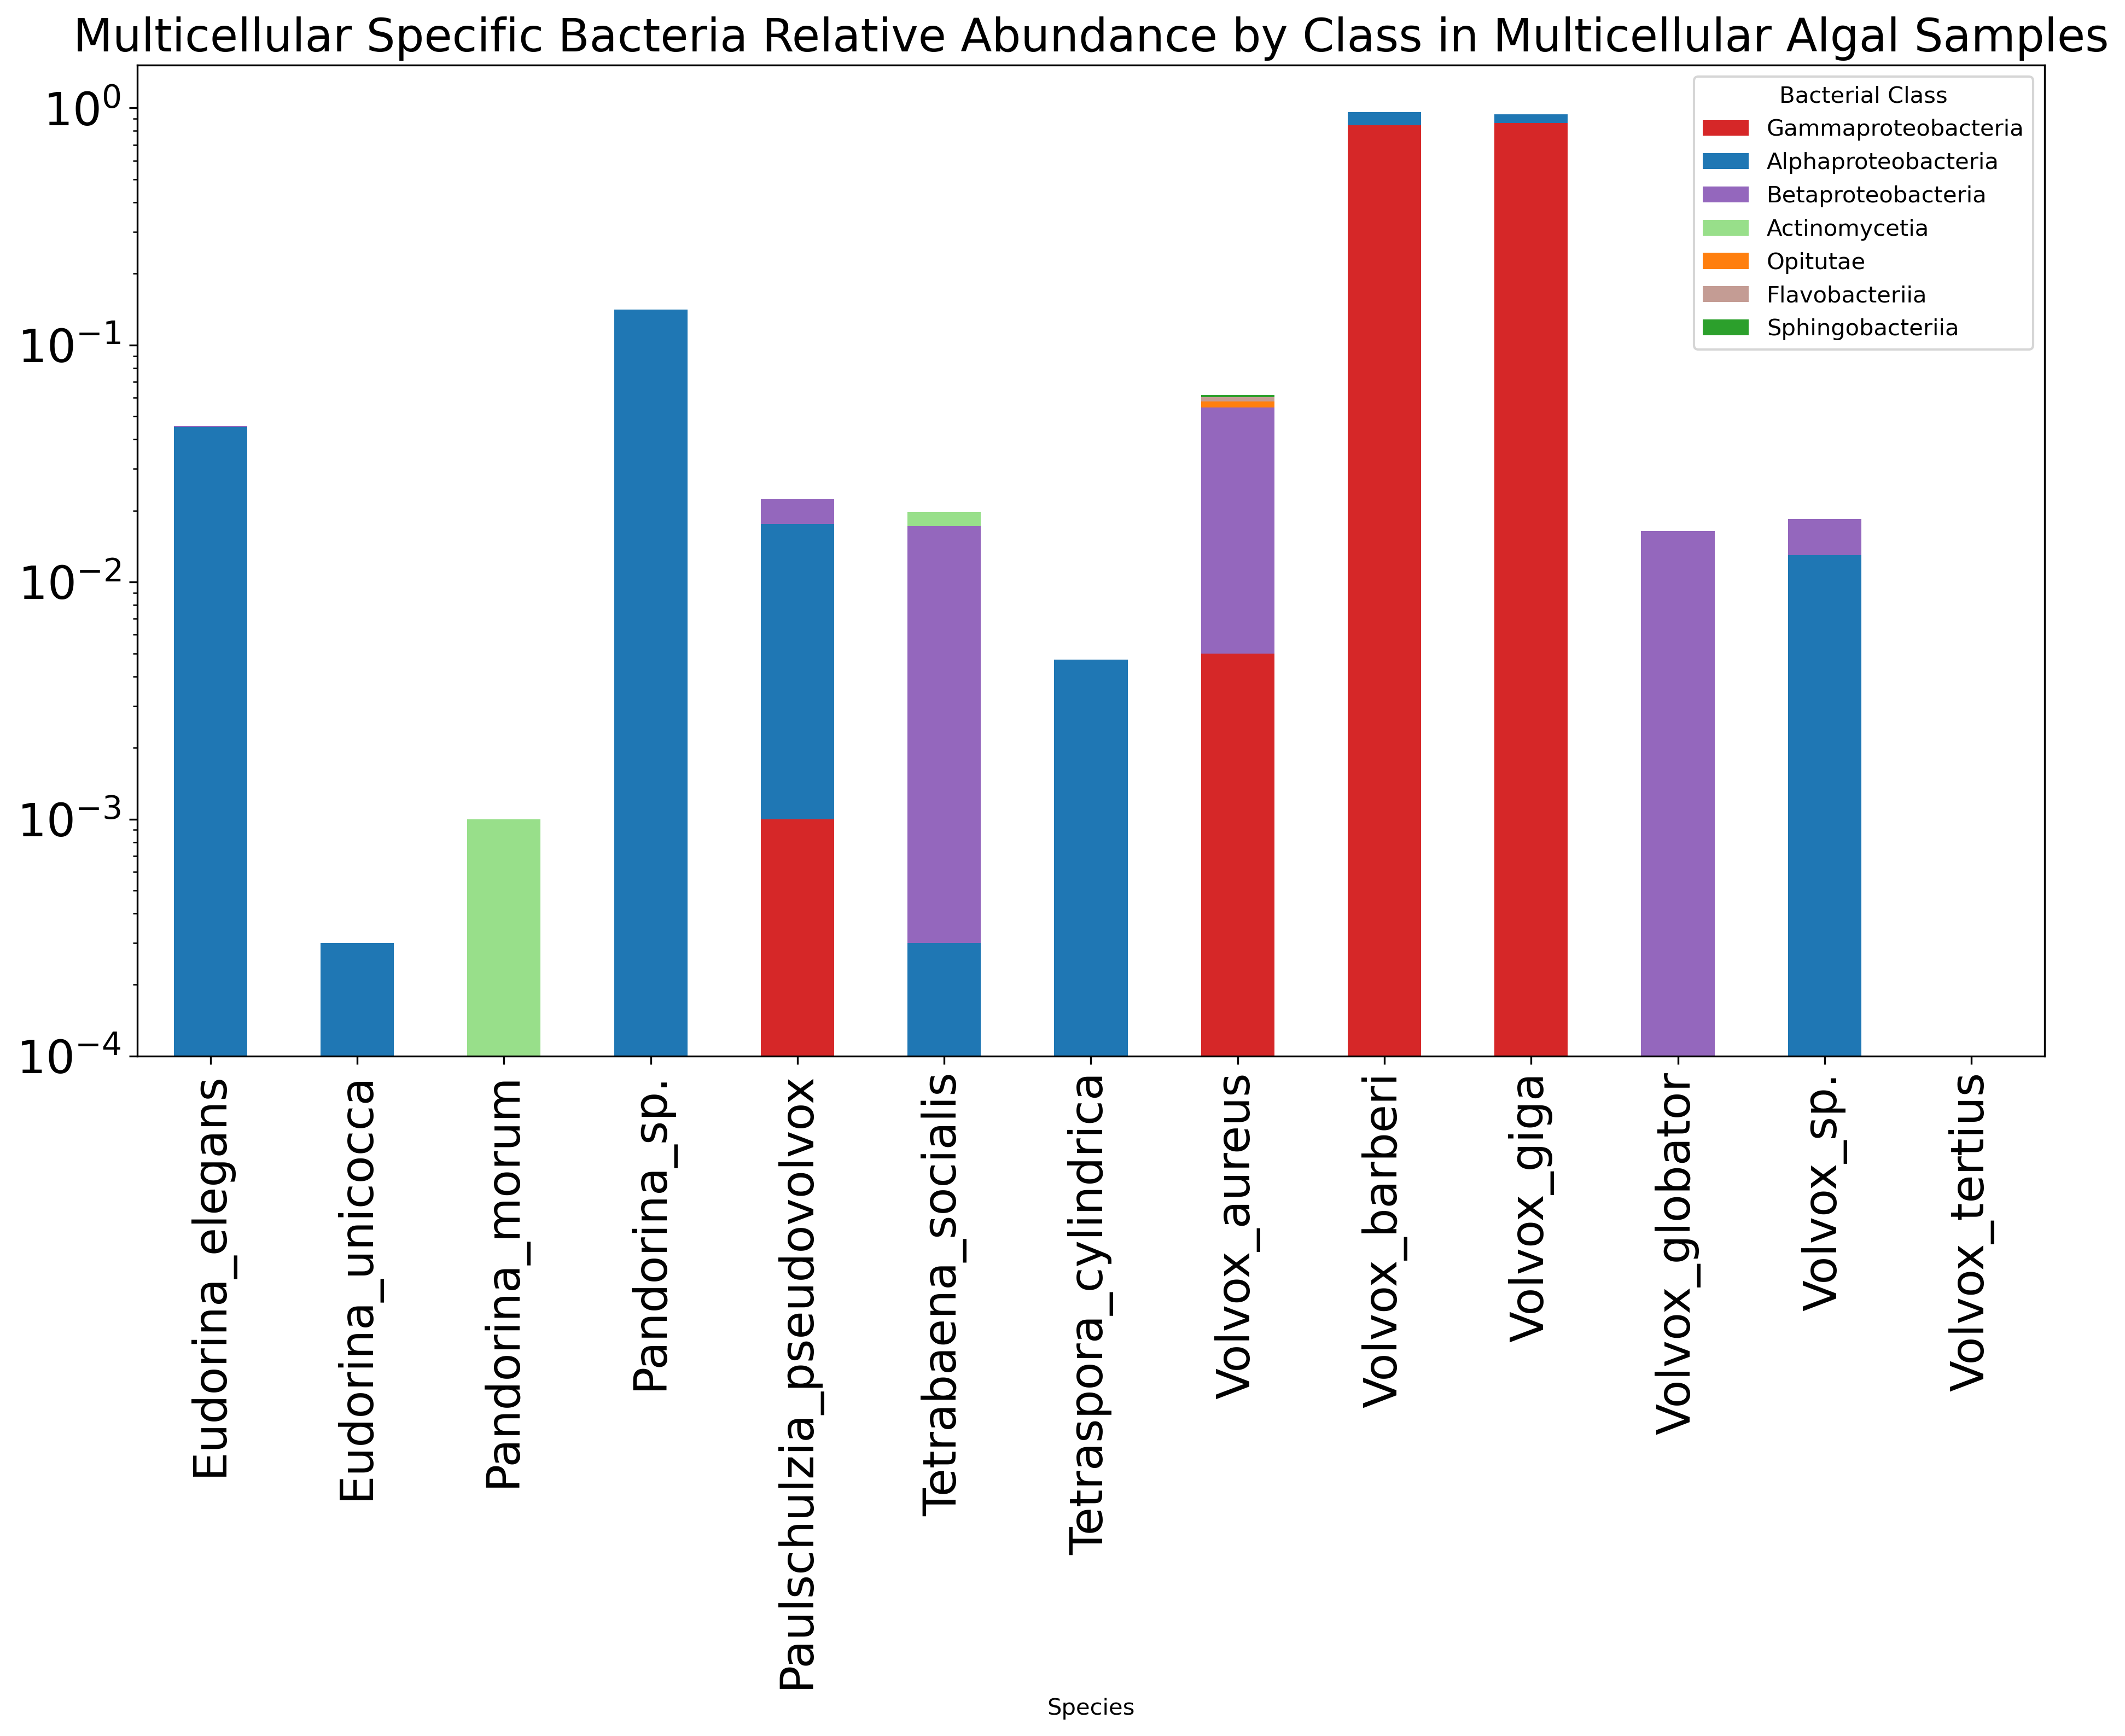 Multicellular Specific Bacteria Relative Abundance by Class in Multicellular Algal Samples
Bacterial Class
Gammaproteobacteria
Alphaproteobacteria
Betaproteobacteria
Actinomycetia
Opitutae
Flavobacteriia
Sphingobacteriia
10⁰
10⁻¹
10⁻²
10⁻³
10⁻⁴
Eudorina_elegans
Eudorina_unicocca
Pandorina_morum
Pandorina_sp.
Paulschulzia_pseudovolvox
Tetrabaena_socialis
Tetraspora_cylindrica
Volvox_aureus
Volvox_barberi
Volvox_giga
Volvox_globator
Volvox_sp.
Volvox_tertius
Species